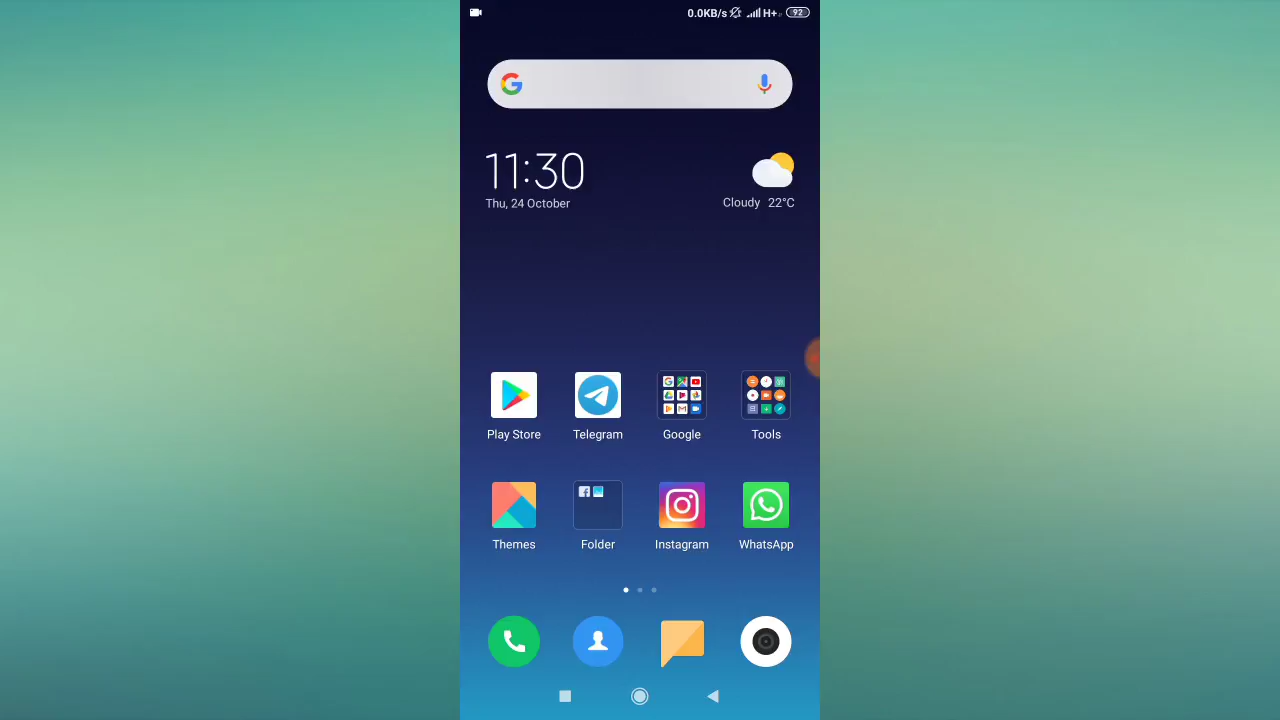 0.0KB/s H+ 92
11:30
Thu, 24 October
Cloudy 22°C
Play Store Telegram Google Tools
Themes Folder Instagram WhatsApp